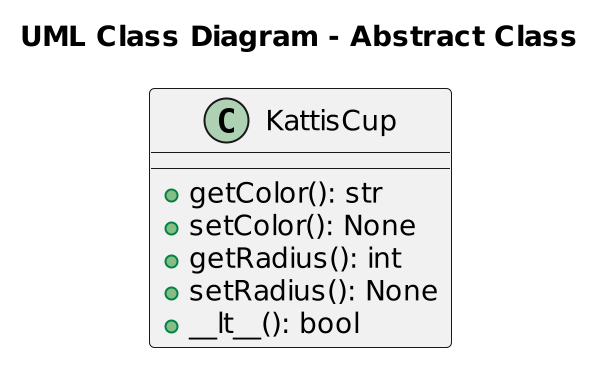 UML Class Diagram - Abstract Class
C KattisCup
getColor(): str
setColor(): None
getRadius(): int
setRadius(): None
__lt__(): bool